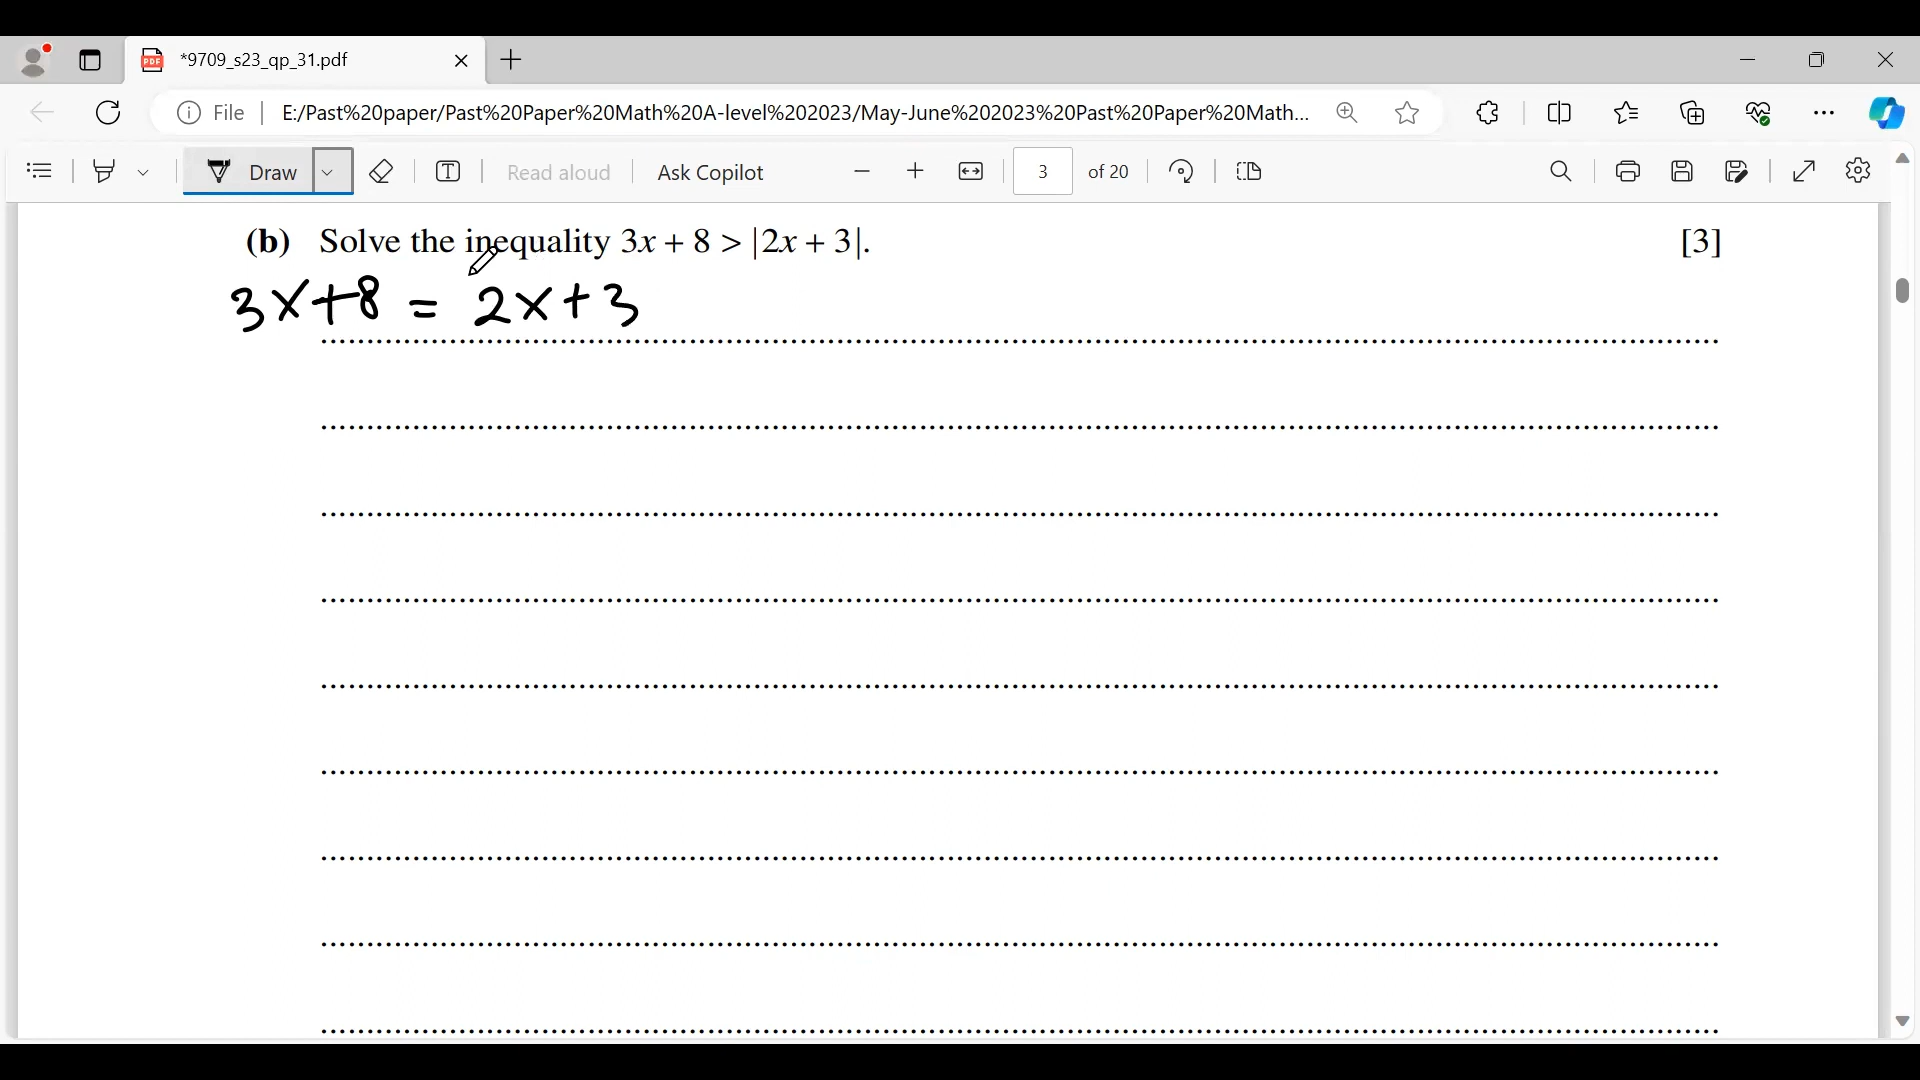 *9709_s23_qp_31.pdf
File E:/Past%20paper/Past%20Paper%20Math%20A-level%202023/May-June%202023%20Past%20Paper%20Math...
Draw Read aloud Ask Copilot 3 of 20
(b) Solve the inequality 3x + 8 > |2x + 3|. [3]
3x+8 = 2x+3